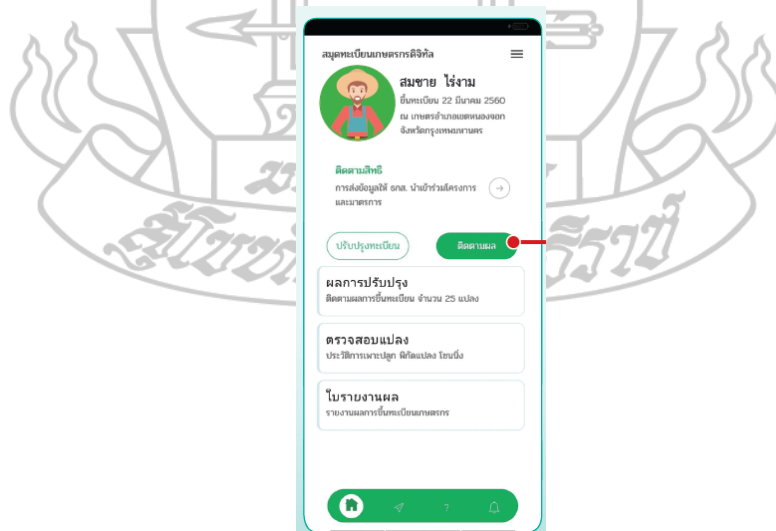 สมุดทะเบียนเกษตรกรดิจิทัล
สมชาย ไร่งาม
ขึ้นทะเบียน 22 มีนาคม 2560
ณ เกษตรอำเภอเขตหนองจอก
จังหวัดกรุงเทพมหานคร
ติดตามสิทธิ
การส่งข้อมูลให้ ธกส. นำเข้าร่วมโครงการ
และมาตรการ
ปรับปรุงทะเบียน
ติดตามผล
ผลการปรับปรุง
ติดตามผลการขึ้นทะเบียน จำนวน 25 แปลง
ตรวจสอบแปลง
ประวัติการเพาะปลูก พิกัดแปลง โซนนิ่ง
ใบรายงานผล
รายงานผลการขึ้นทะเบียนเกษตรกร
?